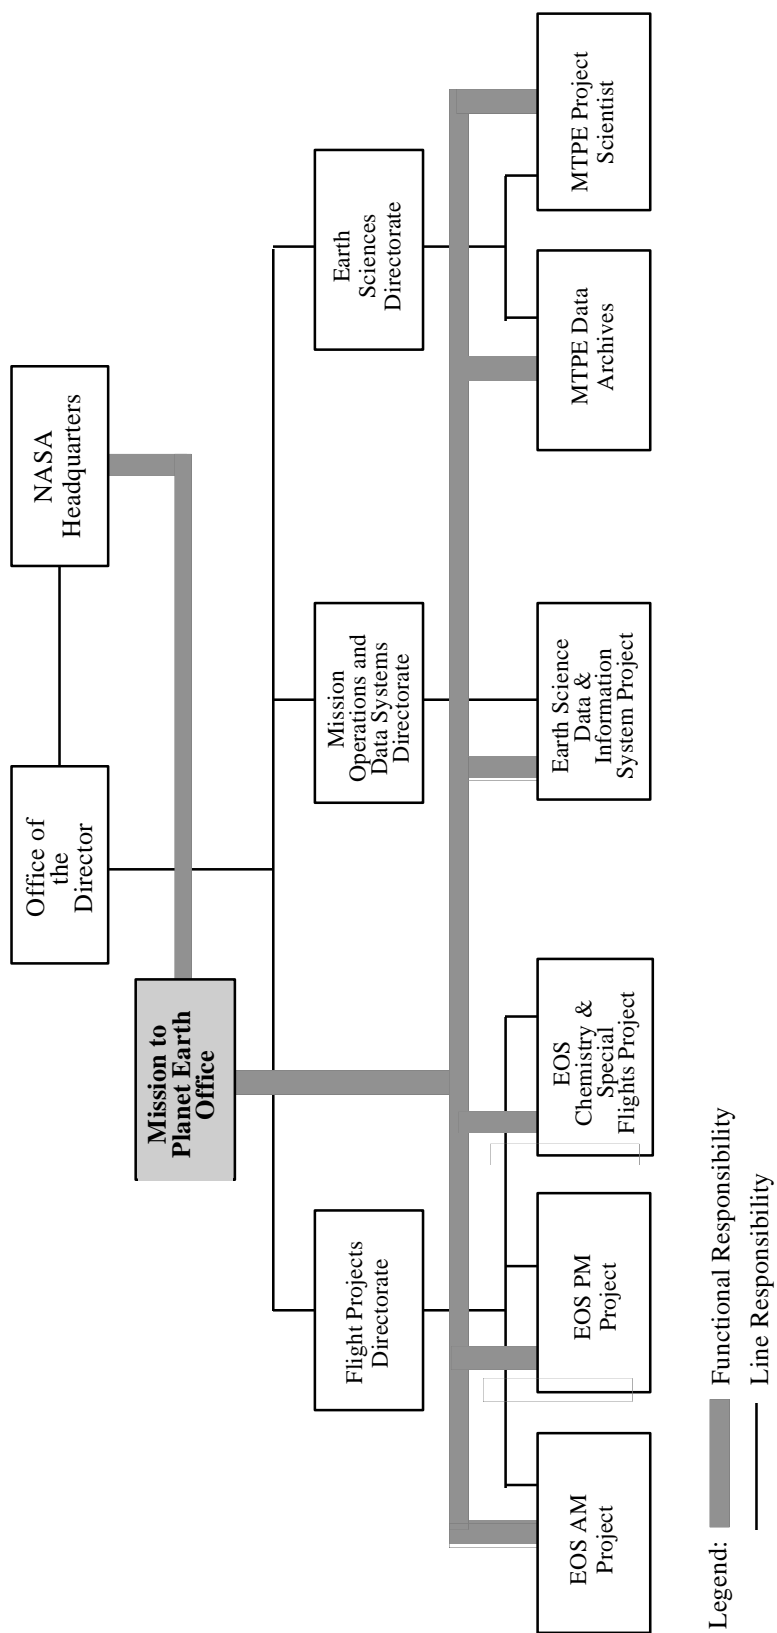 Office of
the
Director
NASA
Headquarters
Mission to
Planet Earth
Office
Flight Projects
Directorate
Mission
Operations and
Data Systems
Directorate
Earth
Sciences
Directorate
EOS AM
Project
EOS PM
Project
EOS
Chemistry &
Special
Flights Project
Earth Science
Data &
Information
System Project
MTPE Data
Archives
MTPE Project
Scientist
Legend:
Functional Responsibility
Line Responsibility